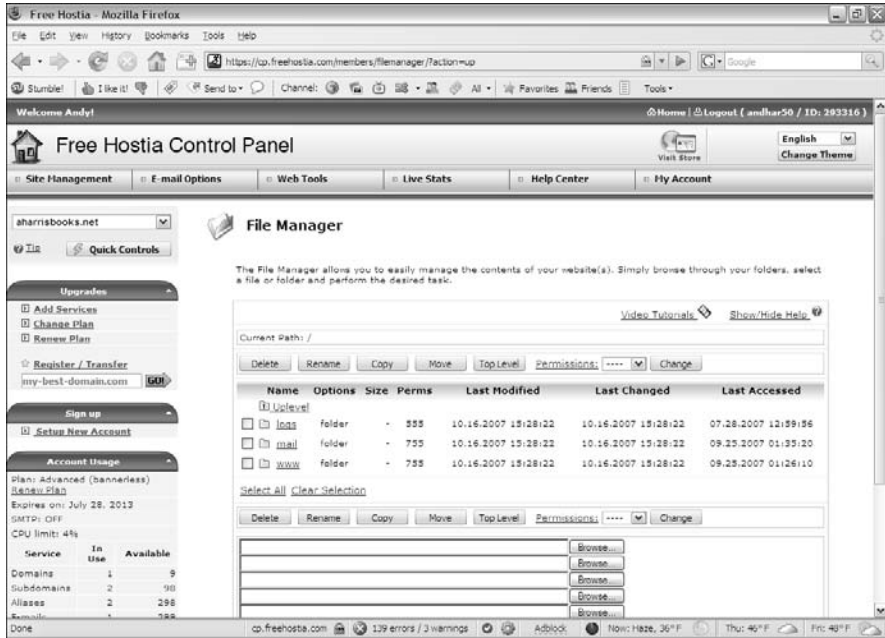 Free Hostia - Mozilla Firefox
File Edit View History Bookmarks Tools Help
https://cp.freehostia.com/members/filemanager/?action=up
Google
Stumble! I like it! Send to Channel: All Favorites Friends Tools
Welcome Andy!
Home | Logout ( andhar50 / ID: 293316 )
Free Hostia Control Panel
Visit Store
English
Change Theme
Site Management E-mail Options Web Tools Live Stats Help Center My Account
aharrisbooks.net
Tip Quick Controls
Upgrades
Add Services
Change Plan
Renew Plan
Register / Transfer
my-best-domain.com GO!
Sign up
Setup New Account
Account Usage
Plan: Advanced (bannerless)
Renew Plan
Expires on: July 28, 2013
SMTP: OFF
CPU limit: 4%
Service In Use Available
Domains 1 9
Subdomains 2 98
Aliases 2 298
File Manager
The File Manager allows you to easily manage the contents of your website(s). Simply browse through your folders, select
a file or folder and perform the desired task.
Video Tutorials Show/Hide Help
Current Path: /
Delete Rename Copy Move Top Level Permissions: ---- Change
Name Options Size Perms Last Modified Last Changed Last Accessed
Uplevel
logs folder - 555 10.16.2007 15:28:22 10.16.2007 15:28:22 07.28.2007 12:59:56
mail folder - 755 10.16.2007 15:28:22 10.16.2007 15:28:22 09.25.2007 01:35:20
www folder - 755 10.16.2007 15:28:22 10.16.2007 15:28:22 09.25.2007 01:26:10
Select All Clear Selection
Delete Rename Copy Move Top Level Permissions: ---- Change
Browse...
Browse...
Browse...
Browse...
Browse...
Done cp.freehostia.com 139 errors / 3 warnings Adblock Now: Haze, 36°F Thu: 46°F Fri: 48°F